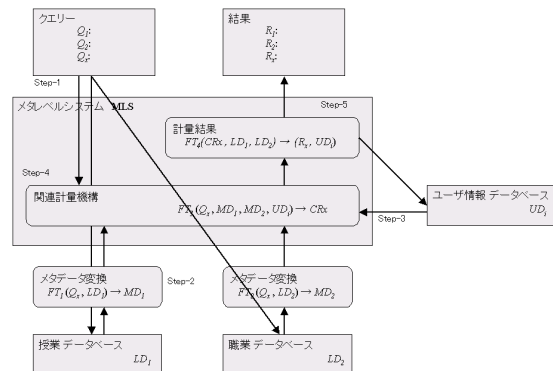 クエリー
Q1:
Q2:
Qx:
結果
R1:
R2:
Rx:
Step-1
メタレベルシステム MLS
Step-5
計量結果
FT4(CRx, LD1, LD2) → (Rx, UDi)
Step-4
関連計量機構
FT3(Qx, MD1, MD2, UDi) → CRx
ユーザ情報 データベース
UDi
Step-3
メタデータ変換
FT1(Qx, LD1) → MD1
Step-2
メタデータ変換
FT2(Qx, LD2) → MD2
授業 データベース
LD1
職業 データベース
LD2